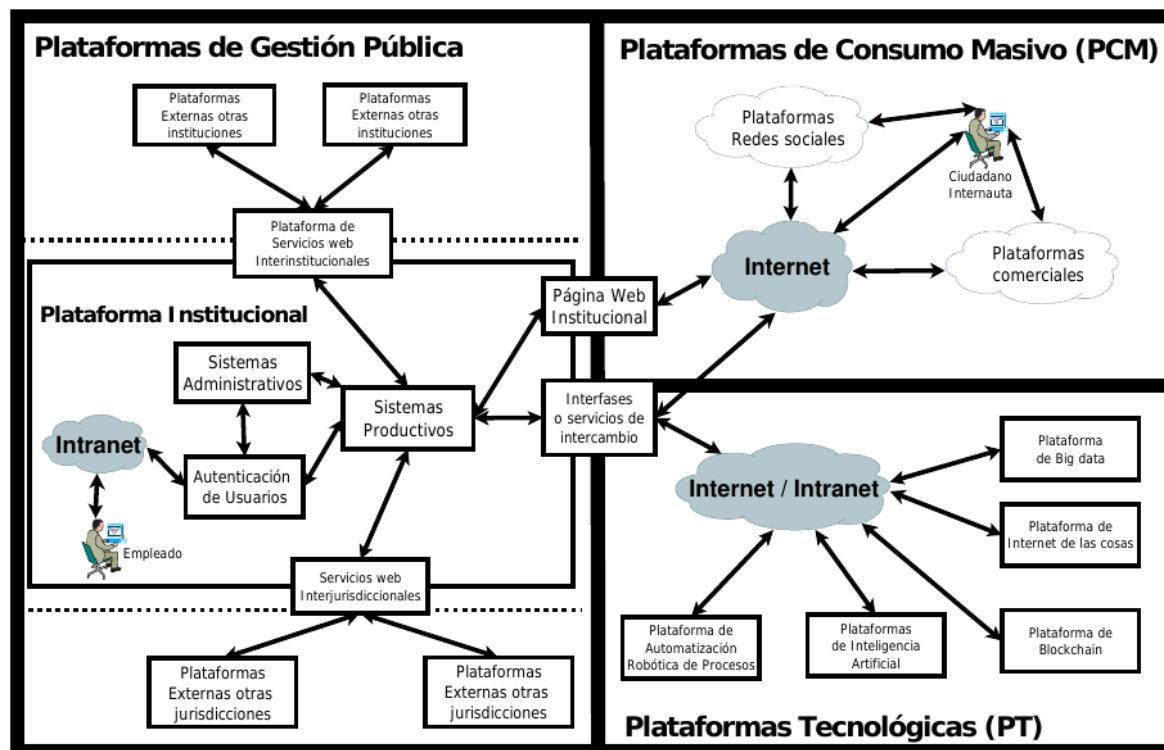 Plataformas de Gestión Pública
Plataformas
Externas otras
instituciones
Plataformas
Externas otras
instituciones
Plataforma de
Servicios web
Interinstitucionales
Plataforma Institucional
Sistemas
Administrativos
Sistemas
Productivos
Intranet
Autenticación
de Usuarios
Empleado
Servicios web
Interjurisdiccionales
Plataformas
Externas otras
jurisdicciones
Plataformas
Externas otras
jurisdicciones
Página Web
Institucional
Interfases
o servicios de
intercambio
Plataformas de Consumo Masivo (PCM)
Plataformas
Redes sociales
Ciudadano
Internauta
Internet
Plataformas
comerciales
Internet / Intranet
Plataforma
de Big data
Plataforma de
Internet de las cosas
Plataforma de
Automatización
Robótica de Procesos
Plataformas
de Inteligencia
Artificial
Plataforma de
Blockchain
Plataformas Tecnológicas (PT)